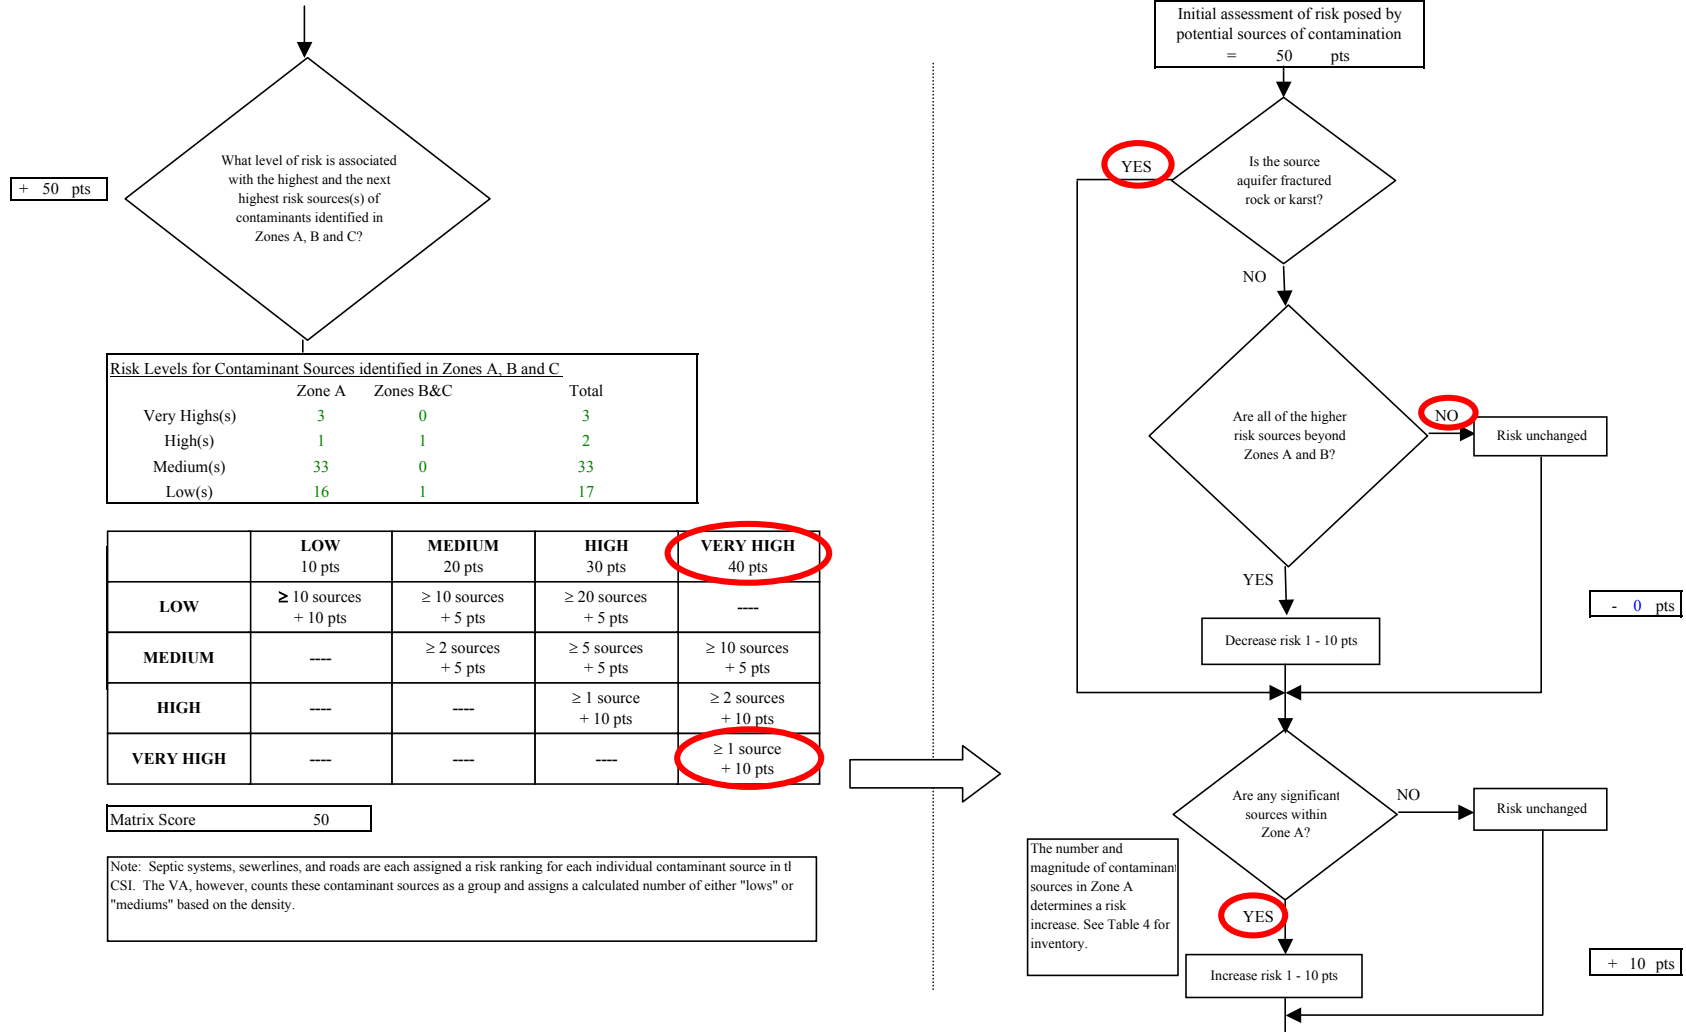 What level of risk is associated
with the highest and the next
highest risk sources(s) of
contaminants identified in
Zones A, B and C?
+ 50 pts
Risk Levels for Contaminant Sources identified in Zones A, B and C
Zone A Zones B&C Total
Very Highs(s) 3 0 3
High(s) 1 1 2
Medium(s) 33 0 33
Low(s) 16 1 17
LOW MEDIUM HIGH VERY HIGH
10 pts 20 pts 30 pts 40 pts
LOW ≥ 10 sources ≥ 10 sources ≥ 20 sources ----
+ 10 pts + 5 pts + 5 pts
MEDIUM ---- ≥ 2 sources ≥ 5 sources ≥ 10 sources
+ 5 pts + 5 pts + 5 pts
HIGH ---- ---- ≥ 1 source ≥ 2 sources
+ 10 pts + 10 pts
VERY HIGH ---- ---- ---- ≥ 1 source
+ 10 pts
Matrix Score 50
Note: Septic systems, sewerlines, and roads are each assigned a risk ranking for each individual contaminant source in
CSI. The VA, however, counts these contaminant sources as a group and assigns a calculated number of either "lows" or
"mediums" based on the density.
Initial assessment of risk posed by
potential sources of contamination
= 50 pts
Is the source
aquifer fractured
rock or karst?
YES
NO
Are all of the higher
risk sources beyond
Zones A and B?
NO
Risk unchanged
YES
Decrease risk 1 - 10 pts
- 0 pts
Are any significant
sources within
Zone A?
NO
Risk unchanged
The number and
magnitude of contaminant
sources in Zone A
determines a risk
increase. See Table 4 for
inventory.
YES
Increase risk 1 - 10 pts
+ 10 pts